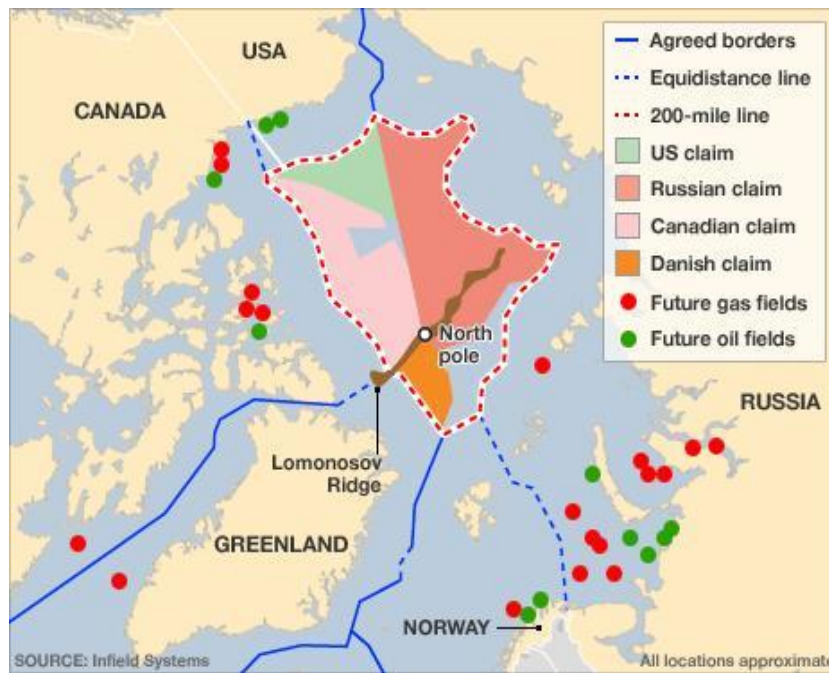 USA
CANADA
Agreed borders
Equidistance line
200-mile line
US claim
Russian claim
Canadian claim
Danish claim
Future gas fields
Future oil fields
North
pole
RUSSIA
Lomonosov
Ridge
GREENLAND
NORWAY
SOURCE: Infield Systems
All locations approximate